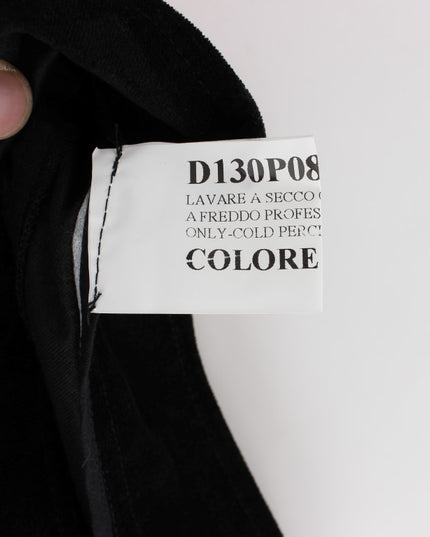 D130P08
LAVARE A SECCO
A FREDDO PROFES
ONLY-COLD PERC
COLORE